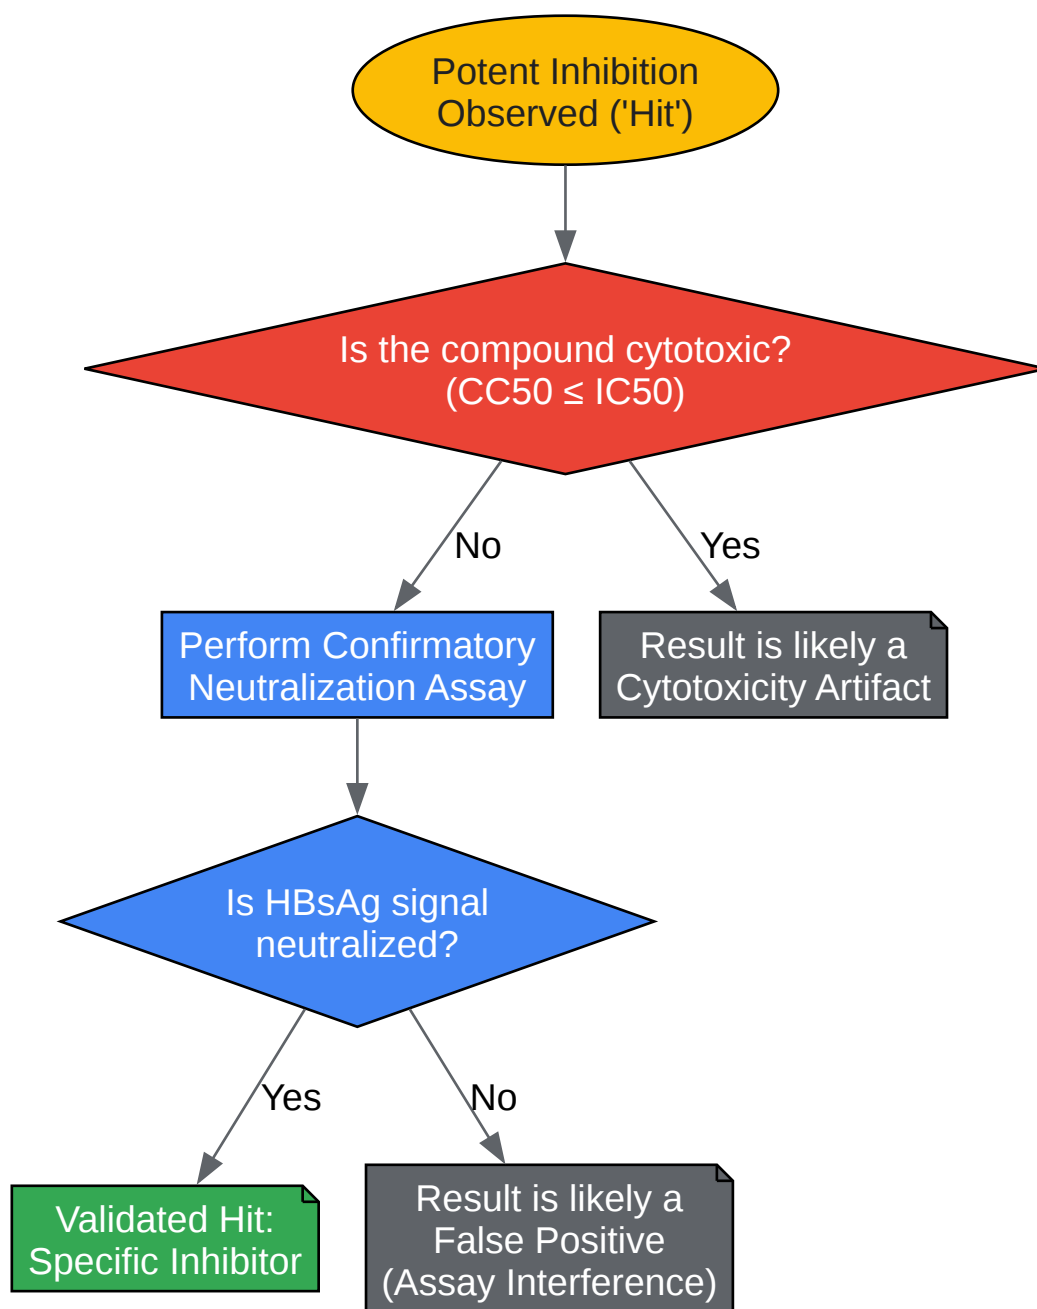 Potent Inhibition
Observed ('Hit')
Is the compound cytotoxic?
(CC50 ≤ IC50)
No
Yes
Perform Confirmatory
Neutralization Assay
Result is likely a
Cytotoxicity Artifact
Is HBsAg signal
neutralized?
Yes
No
Validated Hit:
Specific Inhibitor
Result is likely a
False Positive
(Assay Interference)